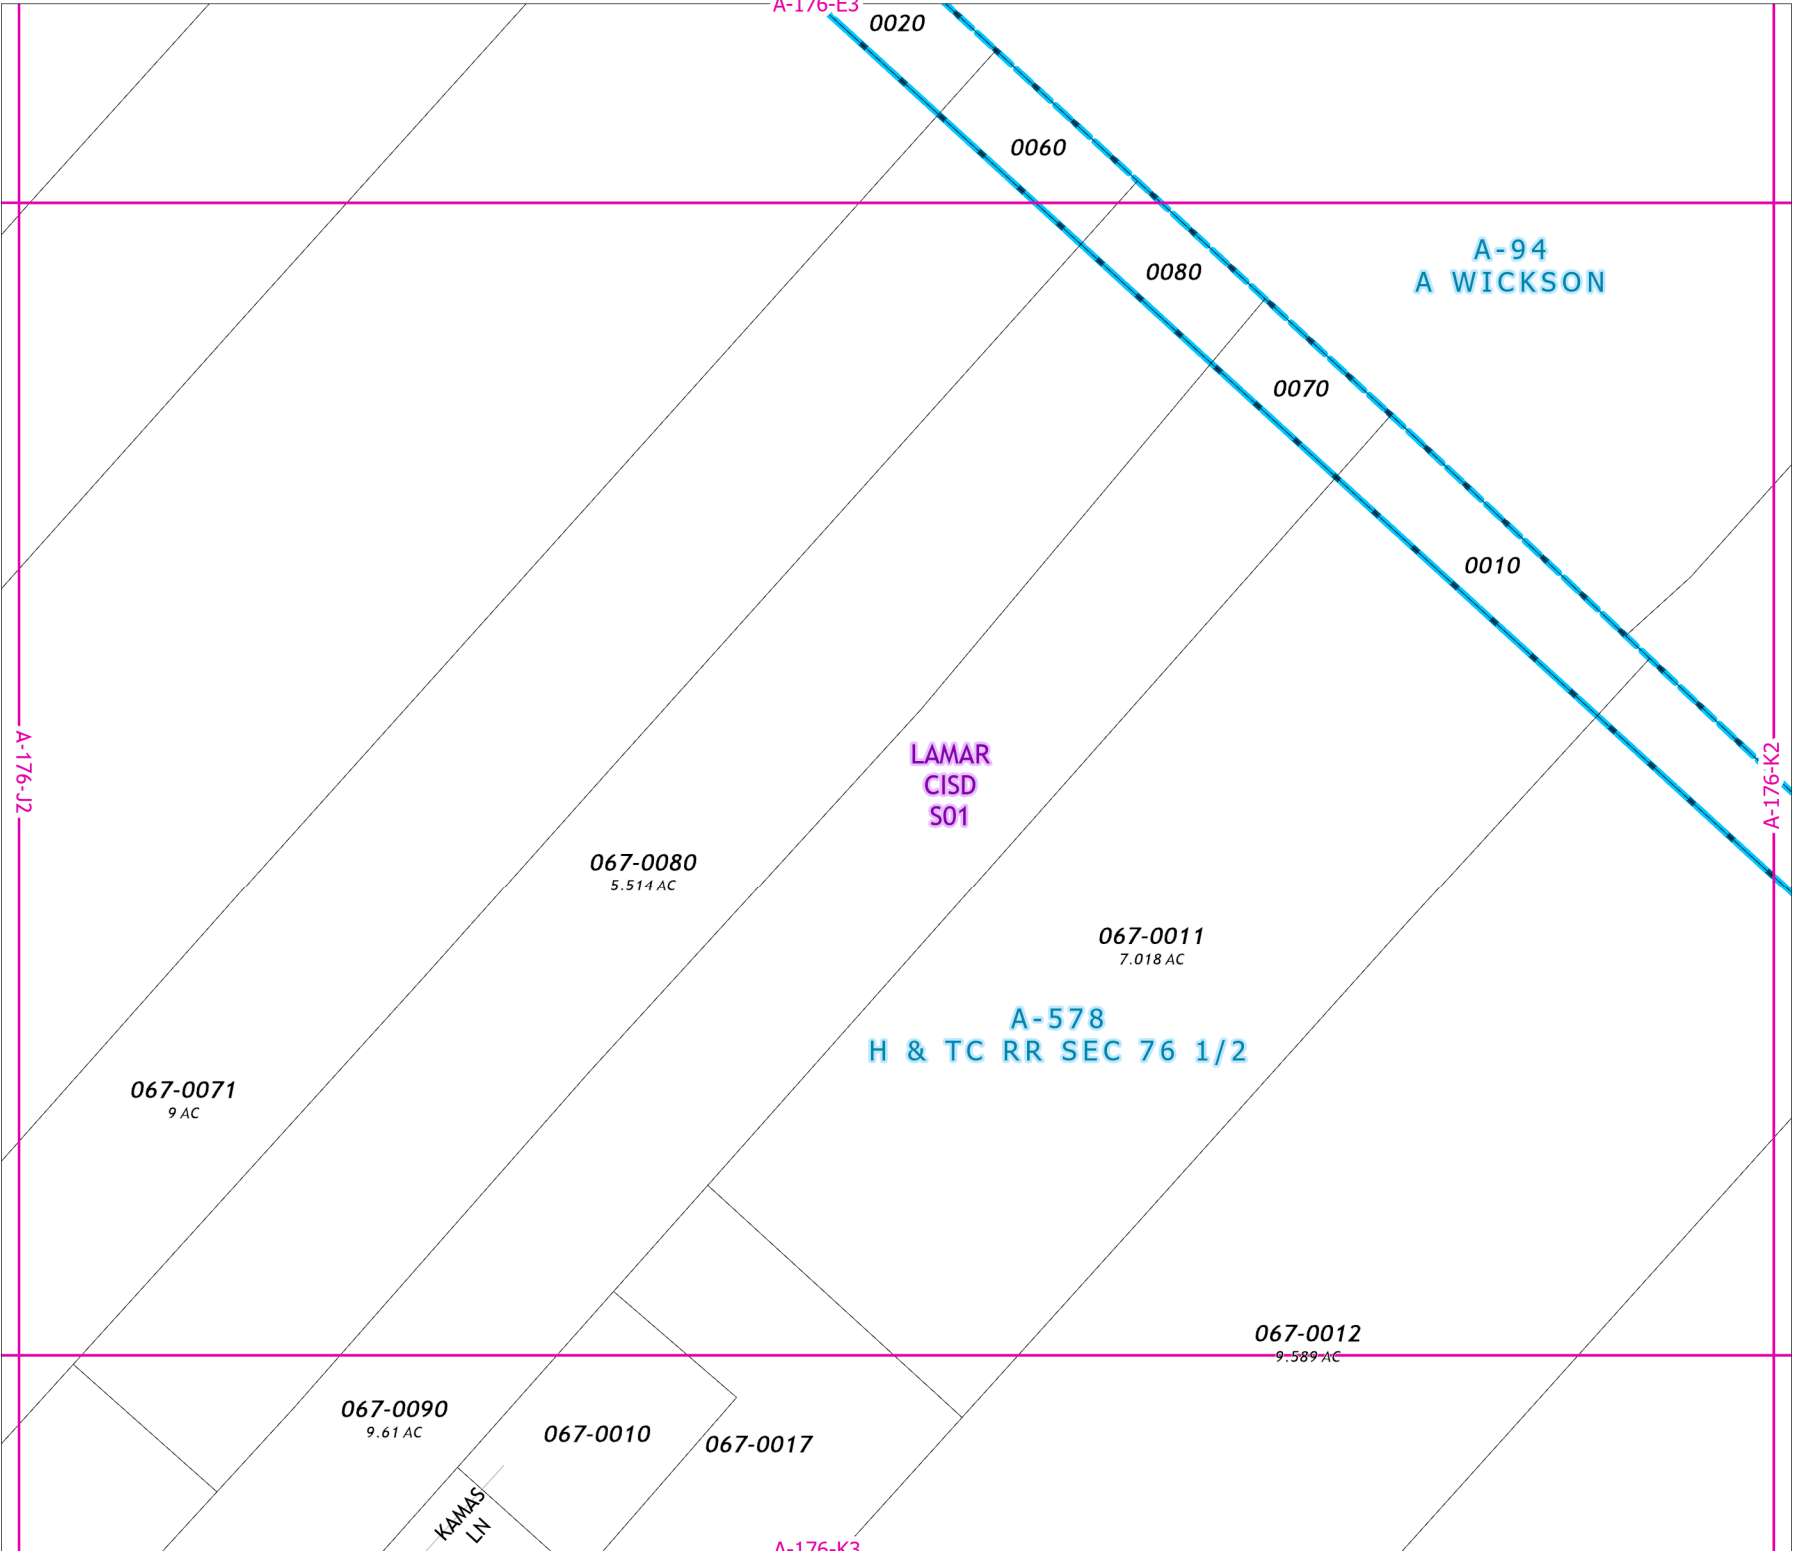 A-176-E3
0020
0060
A-94
A WICKSON
0080
0070
0010
A-176-J2
A-176-K2
LAMAR
CISD
S01
067-0080
5.514 AC
067-0011
7.018 AC
A-578
H & TC RR SEC 76 1/2
067-0071
9 AC
067-0012
9.589 AC
067-0090
9.61 AC
067-0010
067-0017
KAMAS
LN
A-176-K3